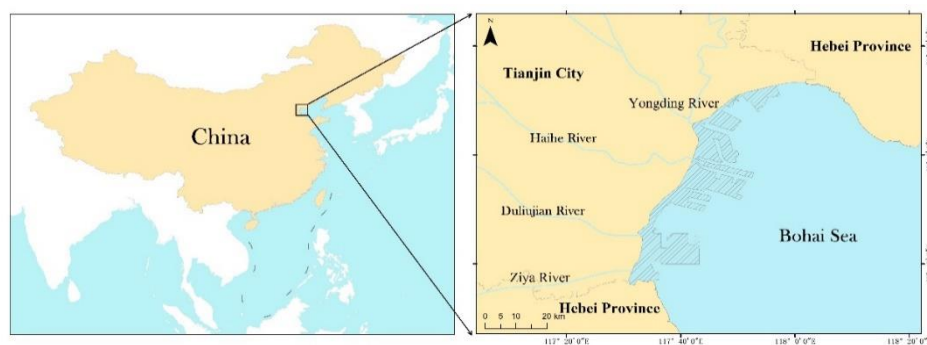 China
N
Hebei Province
Tianjin City
Yongding River
Haihe River
Duliujian River
Bohai Sea
Ziya River
Hebei Province
0 5 10 20 km
117°20'0"E 117°40'0"E 118°0'0"E 118°20'0"E